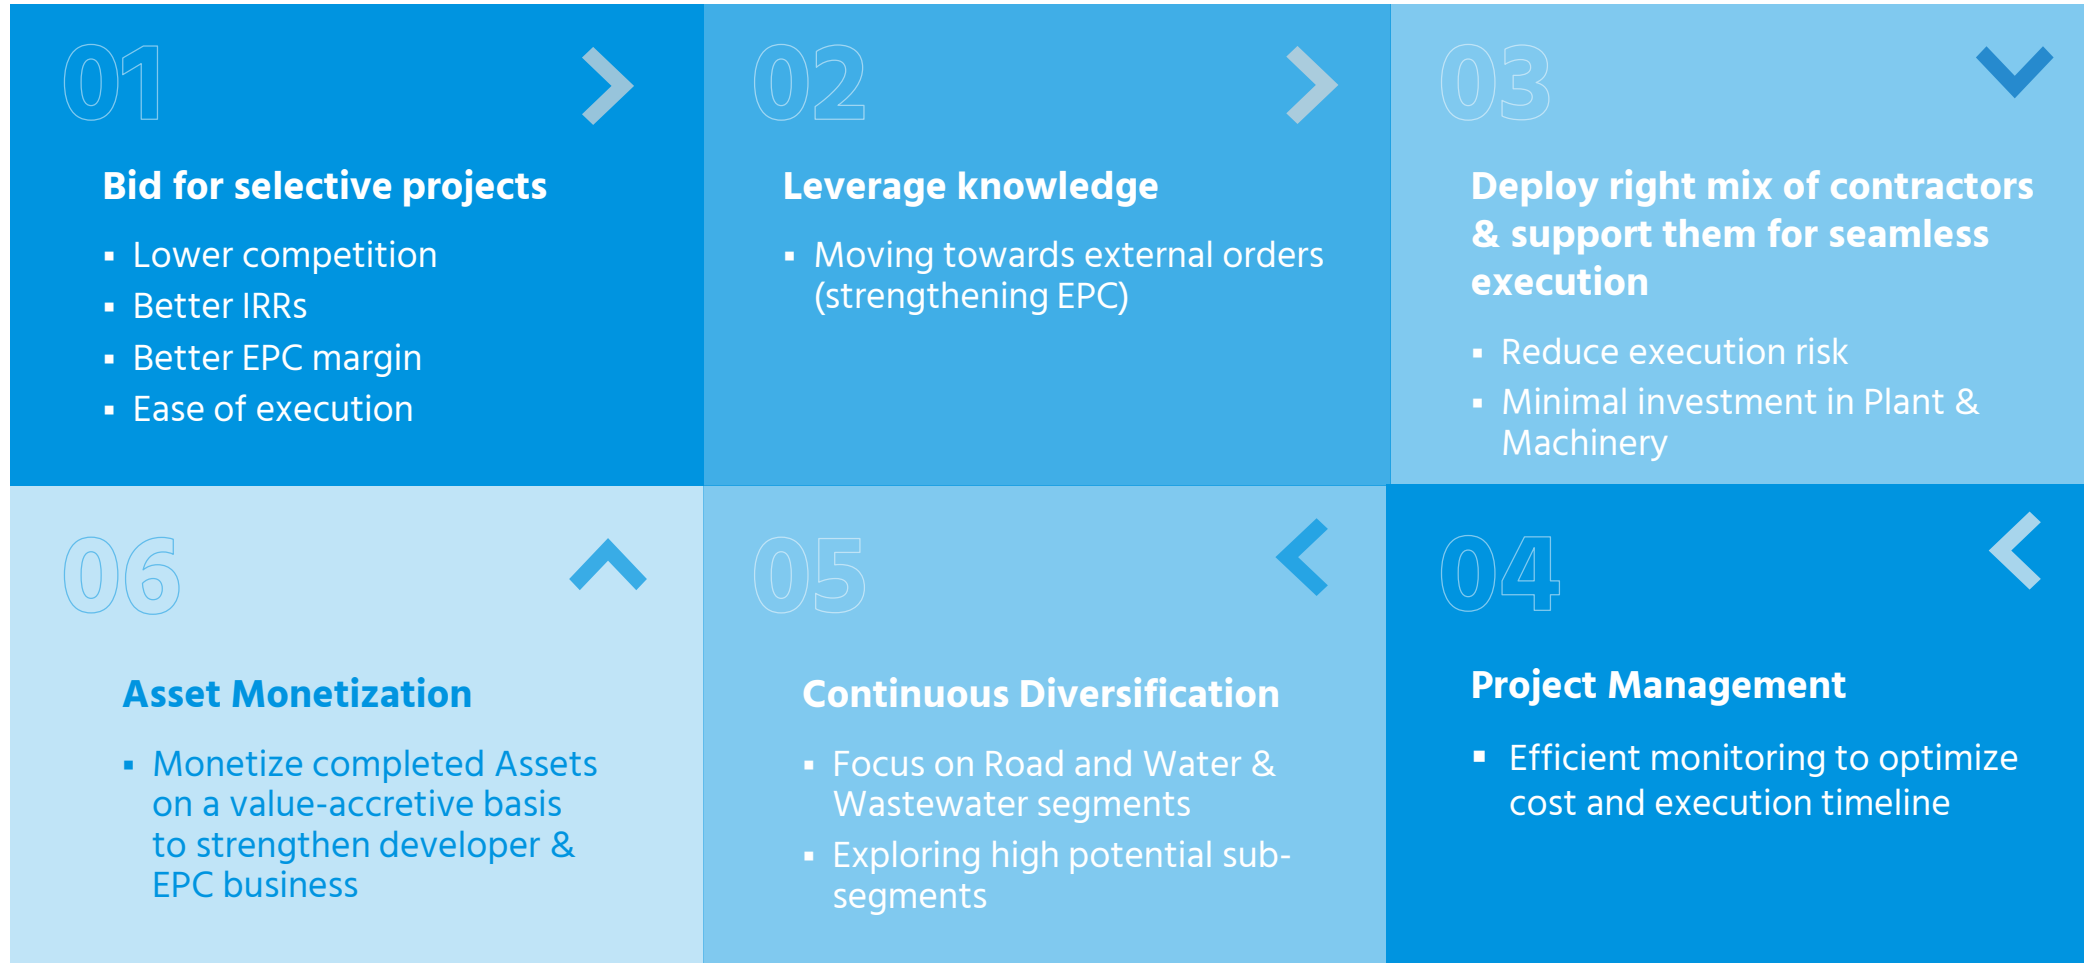 01
Bid for selective projects
▪ Lower competition
▪ Better IRRs
▪ Better EPC margin
▪ Ease of execution
02
Leverage knowledge
▪ Moving towards external orders
(strengthening EPC)
03
Deploy right mix of contractors
& support them for seamless
execution
▪ Reduce execution risk
▪ Minimal investment in Plant &
Machinery
04
Project Management
▪ Efficient monitoring to optimize
cost and execution timeline
05
Continuous Diversification
▪ Focus on Road and Water &
Wastewater segments
▪ Exploring high potential sub-
segments
06
Asset Monetization
▪ Monetize completed Assets
on a value-accretive basis
to strengthen developer &
EPC business